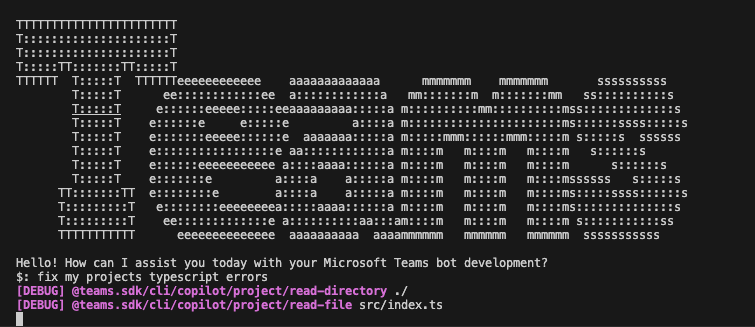 Teams
Hello! How can I assist you today with your Microsoft Teams bot development?
$: fix my projects typescript errors
[DEBUG] @teams.sdk/cli/copilot/project/read-directory ./
[DEBUG] @teams.sdk/cli/copilot/project/read-file src/index.ts